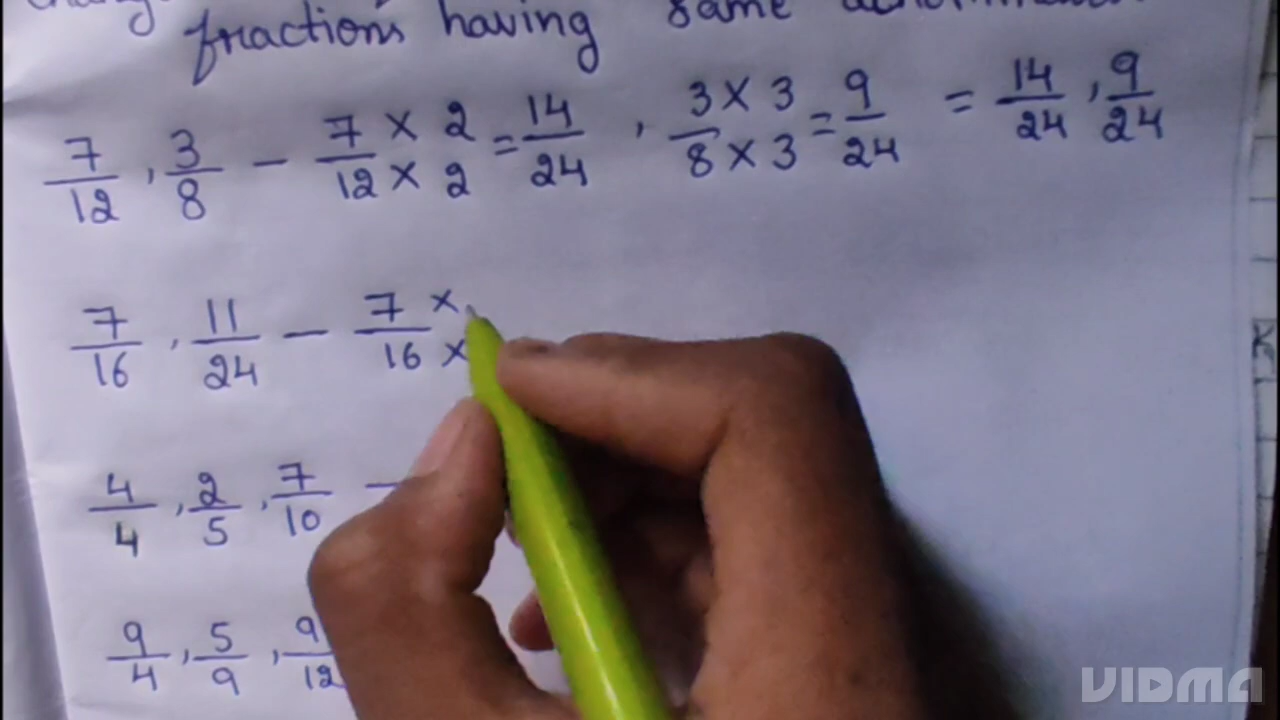 fractions having same
7/12 , 3/8 - 7/12 × 2/2 = 14/24 , 3 × 3 / 8 × 3 = 9/24 = 14/24 , 9/24
7/16 , 11/24 - 7 × / 16 ×
4/4 , 2/5 , 7/10 -
9/4 , 5/9 , 9/12
VIDMA